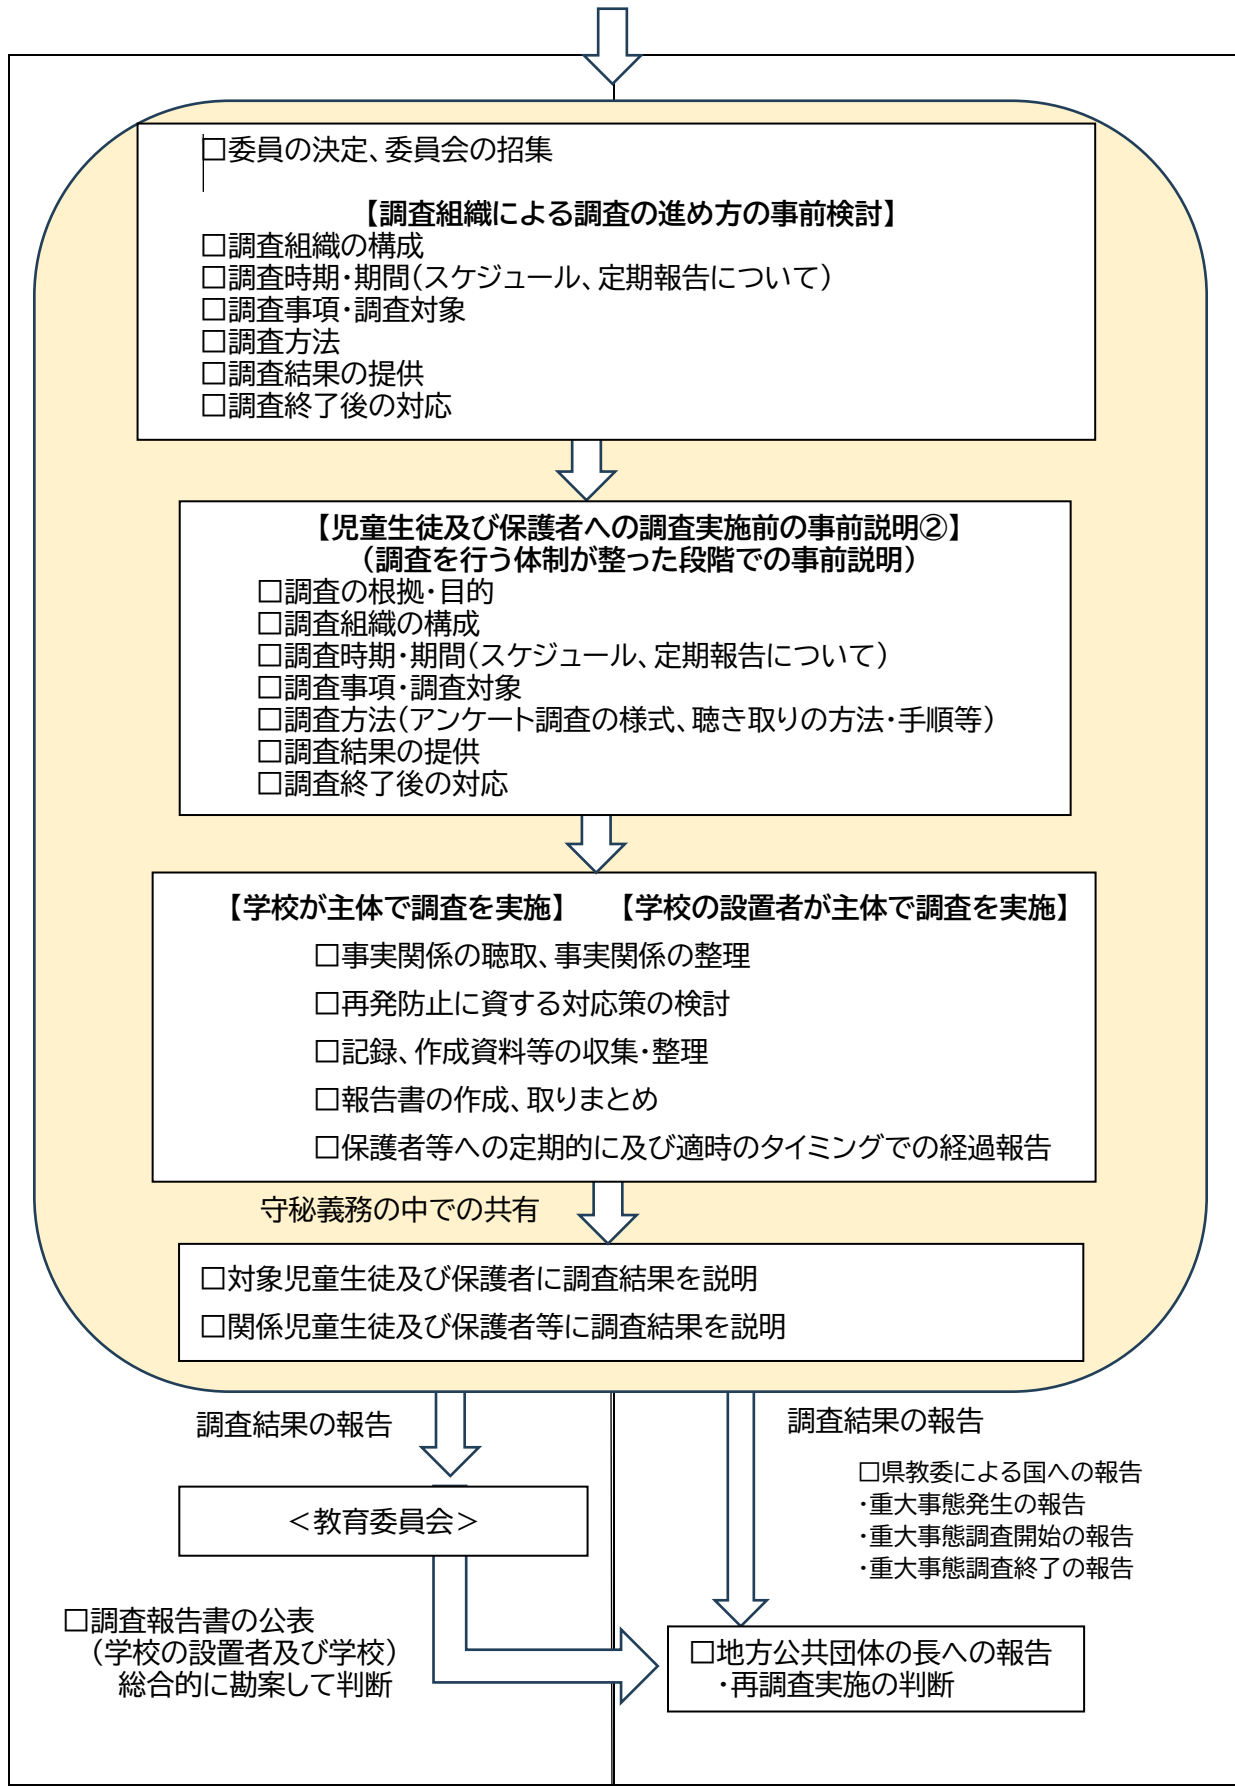 □委員の決定、委員会の招集
【調査組織による調査の進め方の事前検討】
□調査組織の構成
□調査時期・期間(スケジュール、定期報告について)
□調査事項・調査対象
□調査方法
□調査結果の提供
□調査終了後の対応
【児童生徒及び保護者への調査実施前の事前説明②】
(調査を行う体制が整った段階での事前説明)
□調査の根拠・目的
□調査組織の構成
□調査時期・期間(スケジュール、定期報告について)
□調査事項・調査対象
□調査方法(アンケート調査の様式、聴き取りの方法・手順等)
□調査結果の提供
□調査終了後の対応
【学校が主体で調査を実施】 【学校の設置者が主体で調査を実施】
□事実関係の聴取、事実関係の整理
□再発防止に資する対応策の検討
□記録、作成資料等の収集・整理
□報告書の作成、取りまとめ
□保護者等への定期的に及び適時のタイミングでの経過報告
守秘義務の中での共有
□対象児童生徒及び保護者に調査結果を説明
□関係児童生徒及び保護者等に調査結果を説明
調査結果の報告
調査結果の報告
□県教委による国への報告
・重大事態発生の報告
・重大事態調査開始の報告
・重大事態調査終了の報告
<教育委員会>
□調査報告書の公表
(学校の設置者及び学校)
総合的に勘案して判断
□地方公共団体の長への報告
・再調査実施の判断